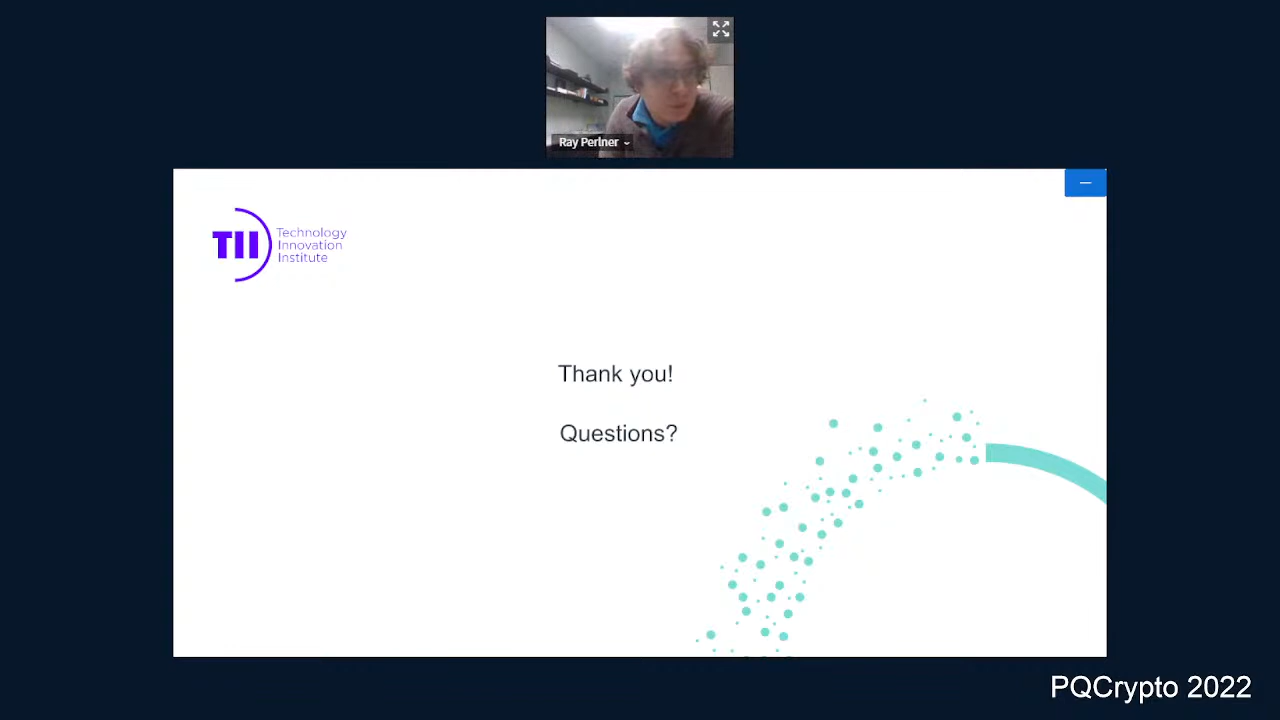 Ray Perlner
TII
Technology
Innovation
Institute
Thank you!
Questions?
PQCrypto 2022